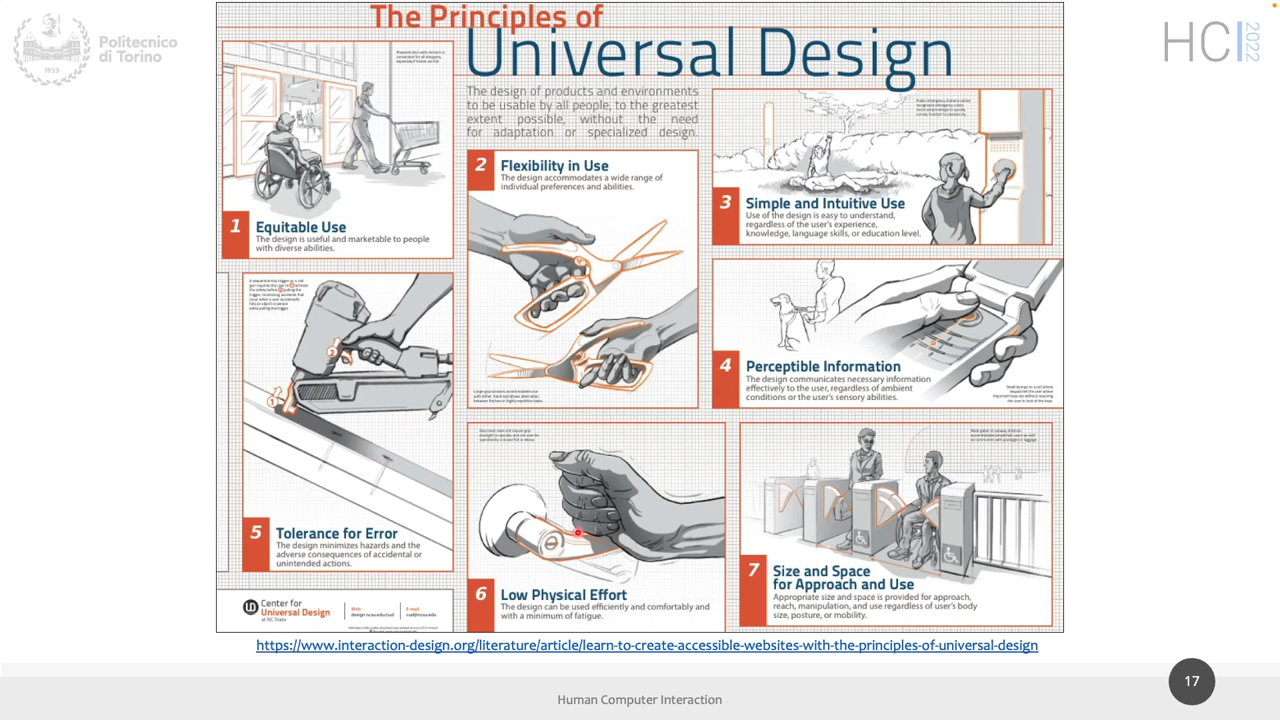 Politecnico
di Torino
1859
HCI 2022
The Principles of
Universal Design
The design of products and environments
to be usable by all people, to the greatest
extent possible, without the need
for adaptation or specialized design.
1 Equitable Use
The design is useful and marketable to people
with diverse abilities.
2 Flexibility in Use
The design accommodates a wide range of
individual preferences and abilities.
3 Simple and Intuitive Use
Use of the design is easy to understand,
regardless of the user's experience,
knowledge, language skills, or education level.
4 Perceptible Information
The design communicates necessary information
effectively to the user, regardless of ambient
conditions or the user's sensory abilities.
5 Tolerance for Error
The design minimizes hazards and the
adverse consequences of accidental or
unintended actions.
1
2
6 Low Physical Effort
The design can be used efficiently and comfortably and
with a minimum of fatigue.
7 Size and Space
for Approach and Use
Appropriate size and space is provided for approach,
reach, manipulation, and use regardless of user's body
size, posture, or mobility.
Center for
Universal Design
at NC State
https://www.interaction-design.org/literature/article/learn-to-create-accessible-websites-with-the-principles-of-universal-design
Human Computer Interaction
17